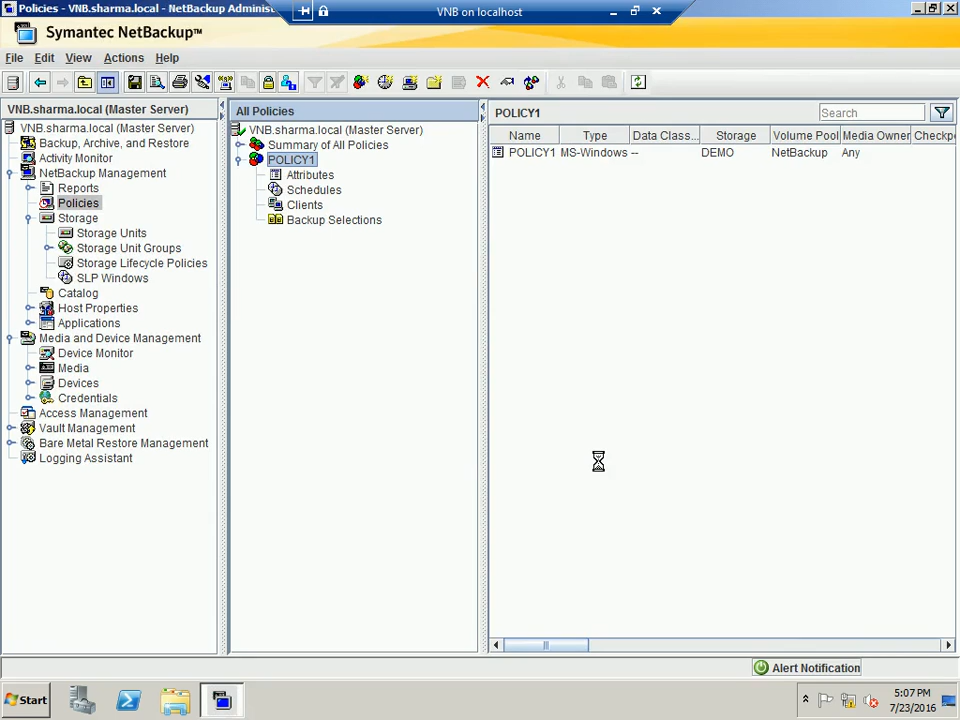 Policies - VNB.sharma.local - NetBackup Administ
VNB on localhost
Symantec NetBackup™
File Edit View Actions Help
VNB.sharma.local (Master Server)
VNB.sharma.local (Master Server)
Backup, Archive, and Restore
Activity Monitor
NetBackup Management
Reports
Policies
Storage
Storage Units
Storage Unit Groups
Storage Lifecycle Policies
SLP Windows
Catalog
Host Properties
Applications
Media and Device Management
Device Monitor
Media
Devices
Credentials
Access Management
Vault Management
Bare Metal Restore Management
Logging Assistant
All Policies
VNB.sharma.local (Master Server)
Summary of All Policies
POLICY1
Attributes
Schedules
Clients
Backup Selections
POLICY1 Search
Name Type Data Class... Storage Volume Pool Media Owner Checkp
POLICY1 MS-Windows -- DEMO NetBackup Any
Alert Notification
Start
5:07 PM
7/23/2016